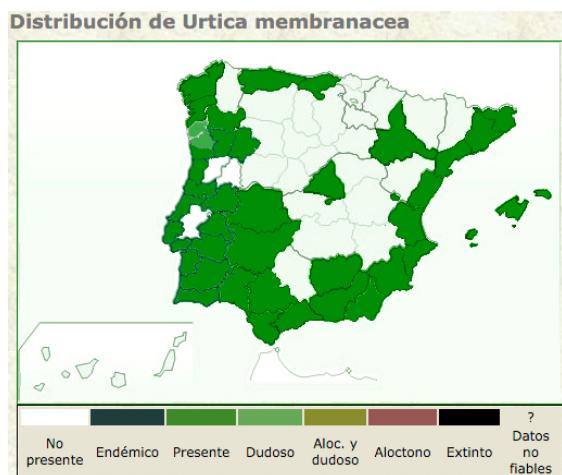 Distribución de Urtica membranacea
No presente
Endémico
Presente
Dudoso
Aloc. y dudoso
Aloctono
Extinto
? Datos no fiables